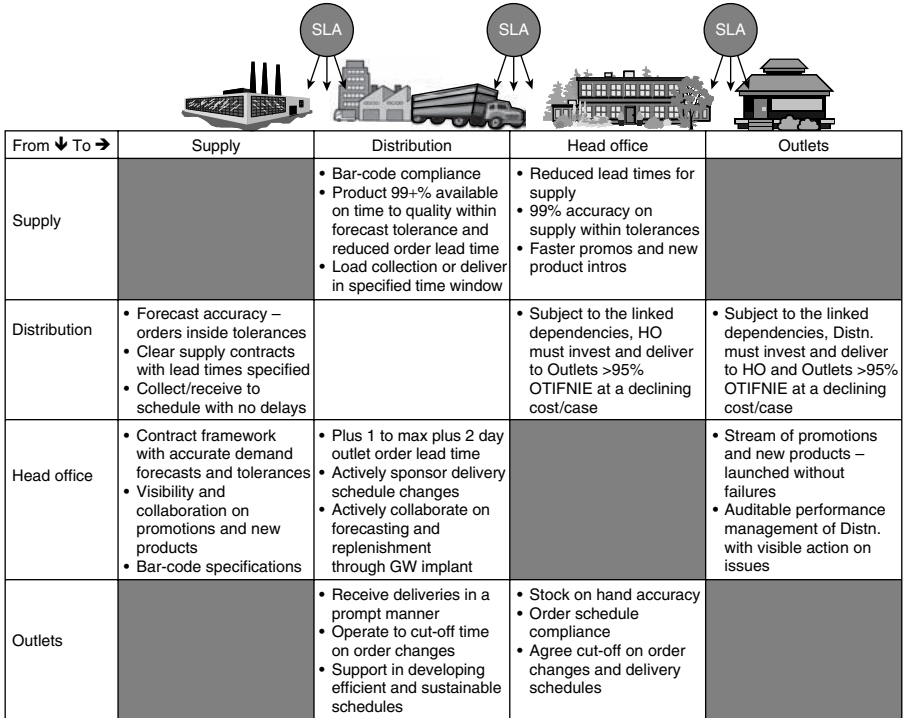 SLA
SLA
SLA
From ↓ To →
Supply
Distribution
Head office
Outlets
Supply
• Bar-code compliance
• Product 99+% available
on time to quality within
forecast tolerance and
reduced order lead time
• Load collection or deliver
in specified time window
• Reduced lead times for
supply
• 99% accuracy on
supply within tolerances
• Faster promos and new
product intros
Distribution
• Forecast accuracy –
orders inside tolerances
• Clear supply contracts
with lead times specified
• Collect/receive to
schedule with no delays
• Subject to the linked
dependencies, HO
must invest and deliver
to Outlets >95%
OTIFNIE at a declining
cost/case
• Subject to the linked
dependencies, Distn.
must invest and deliver
to HO and Outlets >95%
OTIFNIE at a declining
cost/case
Head office
• Contract framework
with accurate demand
forecasts and tolerances
• Visibility and
collaboration on
promotions and new
products
• Bar-code specifications
• Plus 1 to max plus 2 day
outlet order lead time
• Actively sponsor delivery
schedule changes
• Actively collaborate on
forecasting and
replenishment
through GW implant
• Stream of promotions
and new products –
launched without
failures
• Auditable performance
management of Distn.
with visible action on
issues
Outlets
• Receive deliveries in a
prompt manner
• Operate to cut-off time
on order changes
• Support in developing
efficient and sustainable
schedules
• Stock on hand accuracy
• Order schedule
compliance
• Agree cut-off on order
changes and delivery
schedules